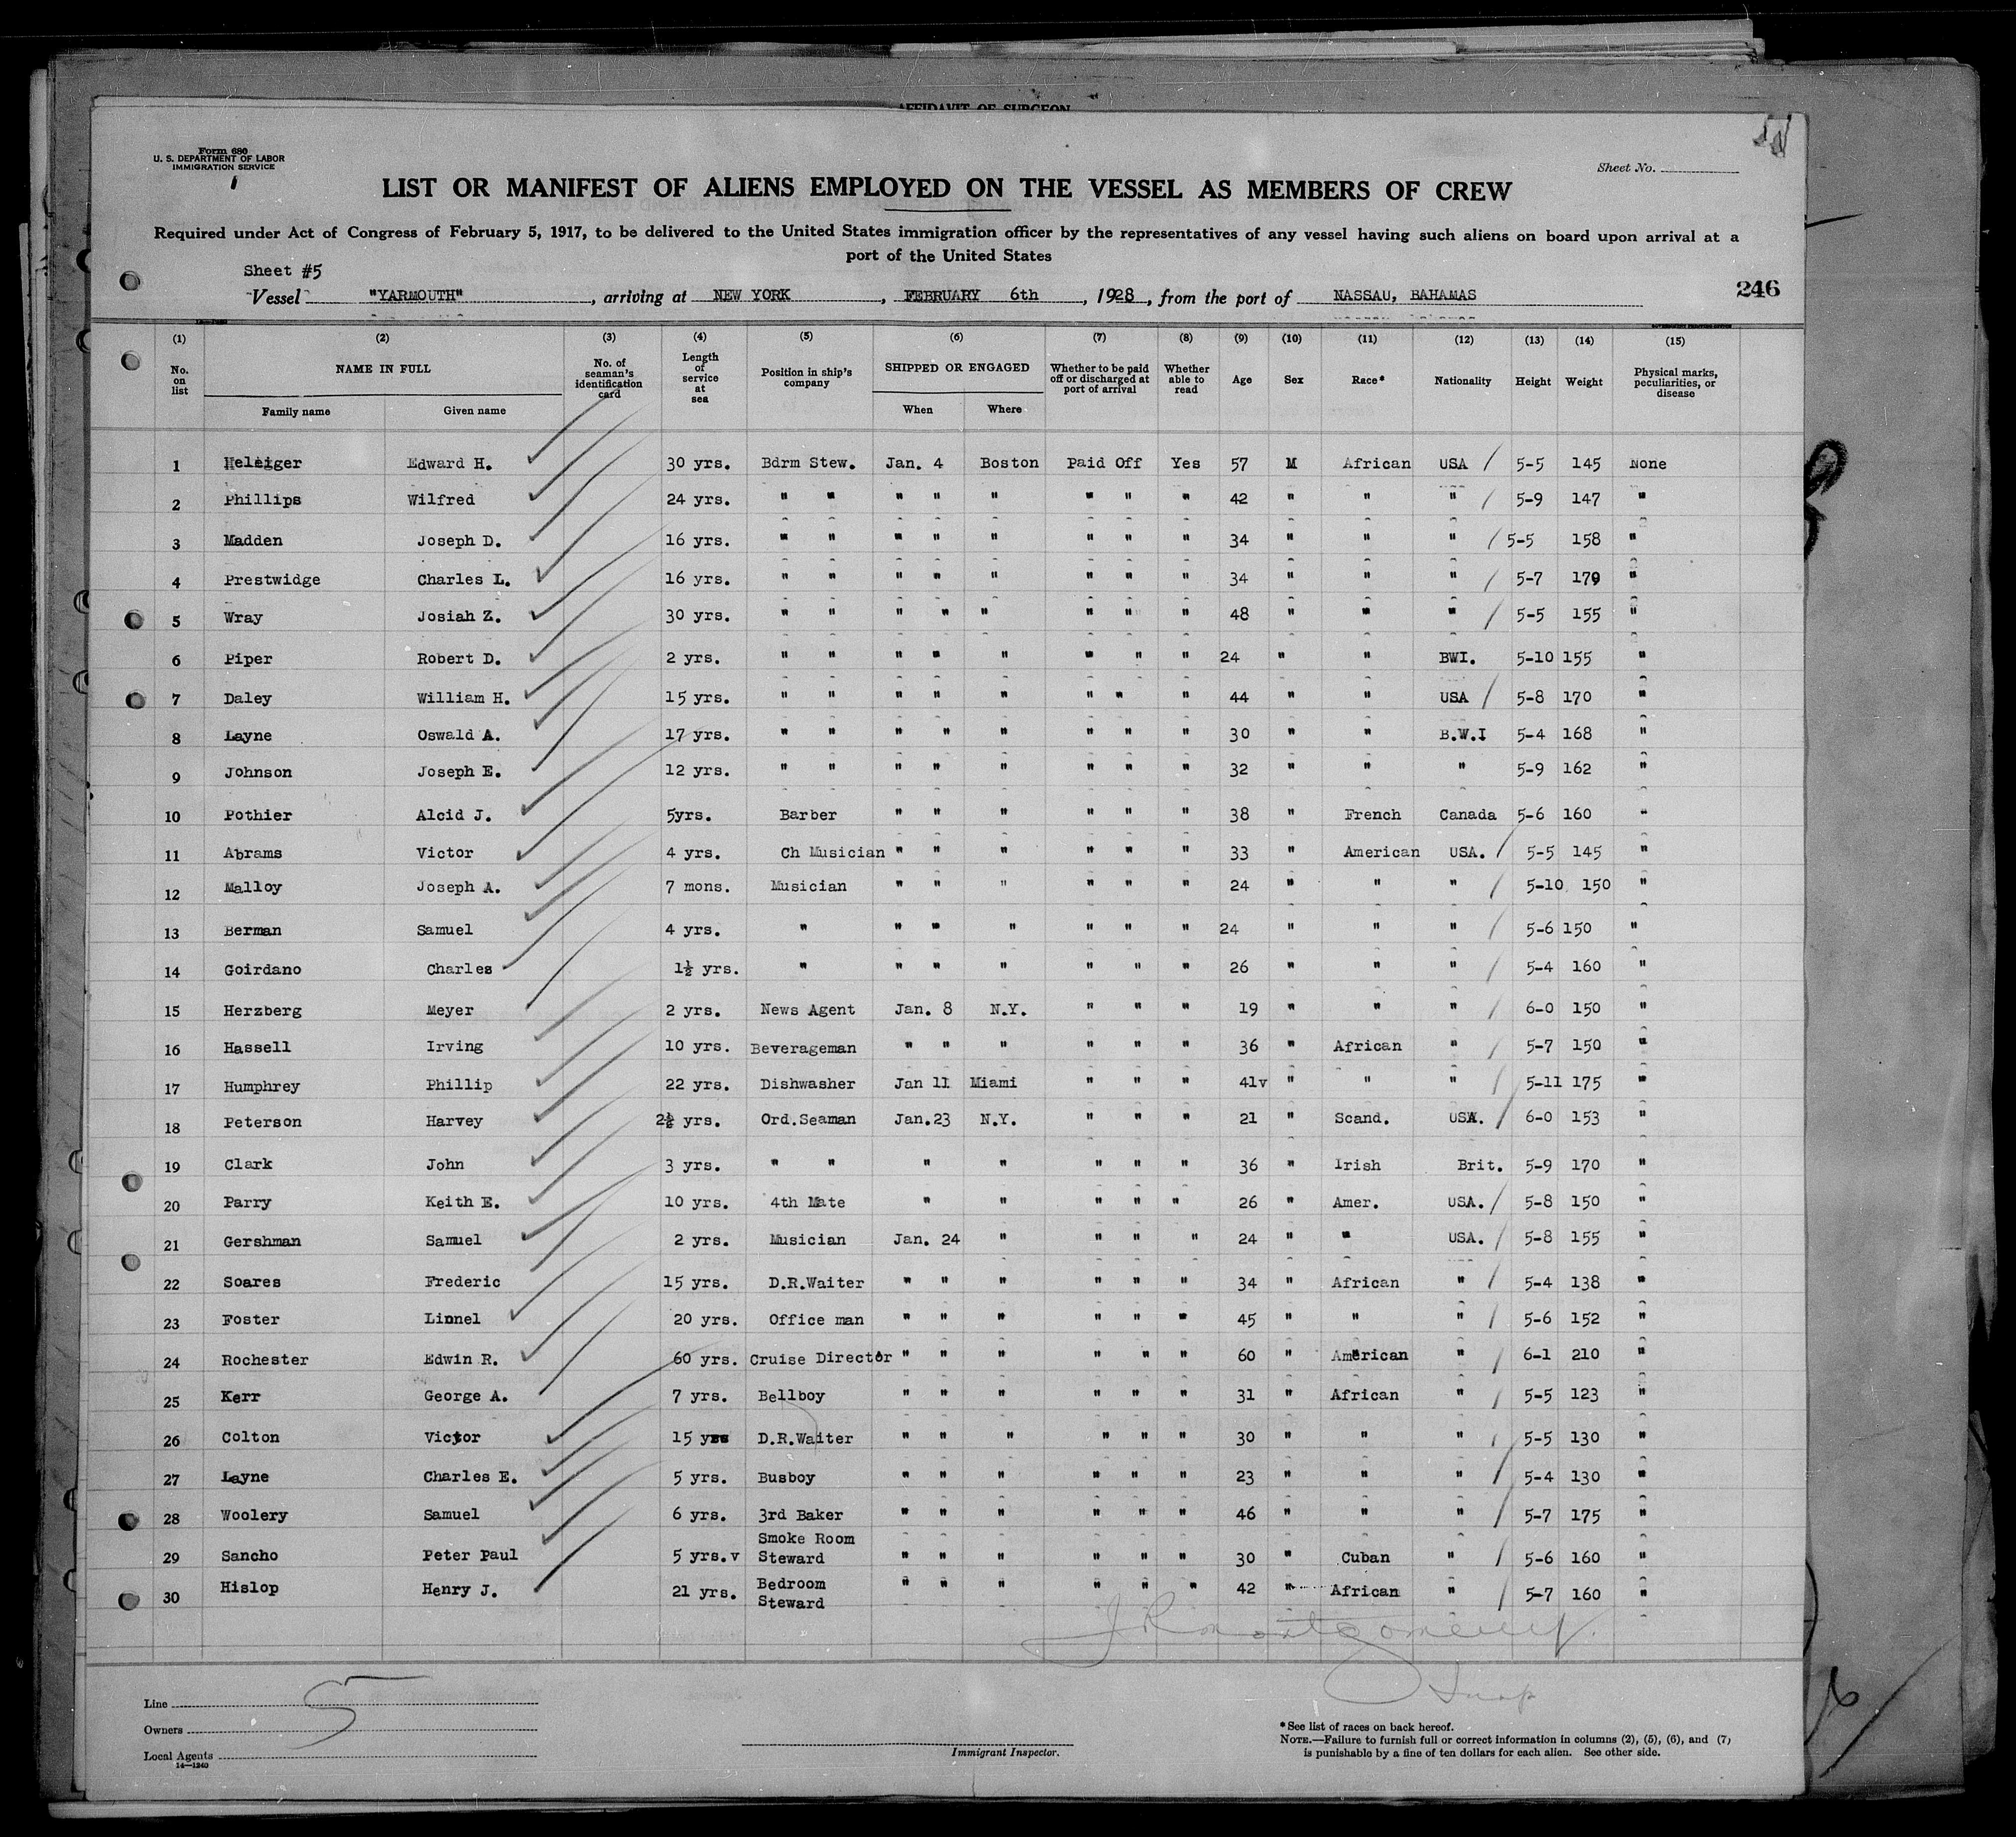 AFFIDAVIT OF SURGEON
Form 680
U. S. DEPARTMENT OF LABOR
IMMIGRATION SERVICE
Sheet No.
LIST OR MANIFEST OF ALIENS EMPLOYED ON THE VESSEL AS MEMBERS OF CREW
Required under Act of Congress of February 5, 1917, to be delivered to the United States immigration officer by the representatives of any vessel having such aliens on board upon arrival at a
port of the United States
Sheet #5
Vessel "YARMOUTH", arriving at NEW YORK, FEBRUARY 6th, 1928, from the port of NASSAU, BAHAMAS 246
(1) (2) (3) (4) (5) (6) (7) (8) (9) (10) (11) (12) (13) (14) (15)
No. on list NAME IN FULL Family name Given name No. of seaman's identification card Length of service at sea Position in ship's company SHIPPED OR ENGAGED When Where Whether to be paid off or discharged at port of arrival Whether able to read Age Sex Race* Nationality Height Weight Physical marks, peculiarities, or disease
1 Heleiger Edward H. 30 yrs. Bdrm Stew. Jan. 4 Boston Paid Off Yes 57 M African USA / 5-5 145 None
2 Phillips Wilfred 24 yrs. " " " " " " " " 42 " " " / 5-9 147 "
3 Madden Joseph D. 16 yrs. " " " " " " " " 34 " " " / 5-5 158 "
4 Prestwidge Charles L. 16 yrs. " " " " " " " " 34 " " " / 5-7 179 "
5 Wray Josiah Z. 30 yrs. " " " " " " " " 48 " " " / 5-5 155 "
6 Piper Robert D. 2 yrs. " " " " " " " " 24 " " BWI. 5-10 155 "
7 Daley William H. 15 yrs. " " " " " " " " 44 " " USA / 5-8 170 "
8 Layne Oswald A. 17 yrs. " " " " " " " " 30 " " B.W.I 5-4 168 "
9 Johnson Joseph E. 12 yrs. " " " " " " " " 32 " " " 5-9 162 "
10 Pothier Alcid J. 5yrs. Barber " " " " " " 38 " French Canada 5-6 160 "
11 Abrams Victor 4 yrs. Ch Musician " " " " " " 33 " American USA. / 5-5 145 "
12 Malloy Joseph A. 7 mons. Musician " " " " " " 24 " " " / 5-10 150 "
13 Berman Samuel 4 yrs. " " " " " " " 24 " " " / 5-6 150 "
14 Goirdano Charles 1½ yrs. " " " " " " " 26 " " " / 5-4 160 "
15 Herzberg Meyer 2 yrs. News Agent Jan. 8 N.Y. " " " 19 " " " / 6-0 150 "
16 Hassell Irving 10 yrs. Beverageman " " " " " " 36 " African " / 5-7 150 "
17 Humphrey Phillip 22 yrs. Dishwasher Jan 11 Miami " " " 41v " " " / 5-11 175 "
18 Peterson Harvey 2½ yrs. Ord.Seaman Jan.23 N.Y. " " " 21 " Scand. USA. / 6-0 153 "
19 Clark John 3 yrs. " " " " " " " 36 " Irish Brit. 5-9 170 "
20 Parry Keith E. 10 yrs. 4th Mate " " " " " 26 " Amer. USA. / 5-8 150 "
21 Gershman Samuel 2 yrs. Musician Jan. 24 " " " " 24 " " USA. / 5-8 155 "
22 Soares Frederic 15 yrs. D.R.Waiter " " " " " " 34 " African " / 5-4 138 "
23 Foster Linnel 20 yrs. Office man " " " " " " 45 " " " / 5-6 152 "
24 Rochester Edwin R. 60 yrs. Cruise Director " " " " " " 60 " American " / 6-1 210 "
25 Kerr George A. 7 yrs. Bellboy " " " " " " 31 " African " / 5-5 123 "
26 Colton Victor 15 yrs D.R.Waiter " " " " " " 30 " " " / 5-5 130 "
27 Layne Charles E. 5 yrs. Busboy " " " " " " 23 " " " / 5-4 130 "
28 Woolery Samuel 6 yrs. 3rd Baker " " " " " " 46 " " " / 5-7 175 "
29 Sancho Peter Paul 5 yrs.v Smoke Room Steward " " " " " " 30 " Cuban " / 5-6 160 "
30 Hislop Henry J. 21 yrs. Bedroom Steward " " " " " " 42 " African " / 5-7 160 "
J R Montgomery
Insp
Line
5
Owners
Local Agents
14—1240
Immigrant Inspector.
*See list of races on back hereof.
NOTE.—Failure to furnish full or correct information in columns (2), (5), (6), and (7)
is punishable by a fine of ten dollars for each alien. See other side.